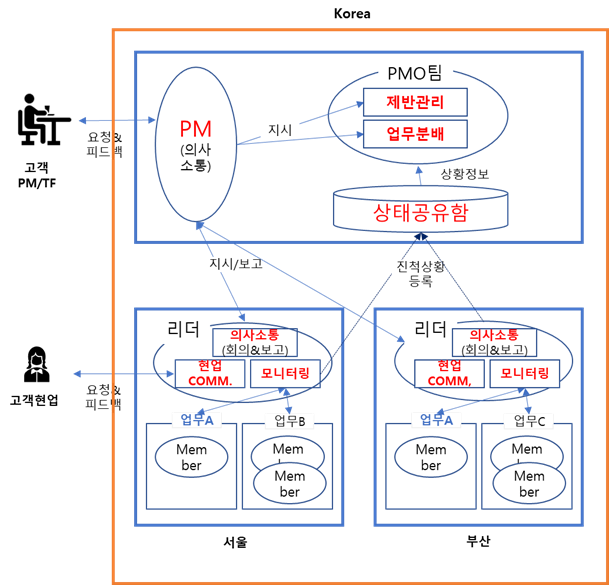 Korea
PMO팀
제반관리
업무분배
PM
(의사
소통)
지시
요청&
피드백
고객
PM/TF
상황정보
상태공유함
지시/보고
진척상황
등록
리더
의사소통
(회의&보고)
현업
COMM.
모니터링
리더
의사소통
(회의&보고)
현업
COMM,
모니터링
고객현업
요청&
피드백
업무A
업무B
Mem
ber
Mem
ber
Mem
ber
업무A
업무C
Mem
ber
Mem
ber
Mem
ber
서울
부산